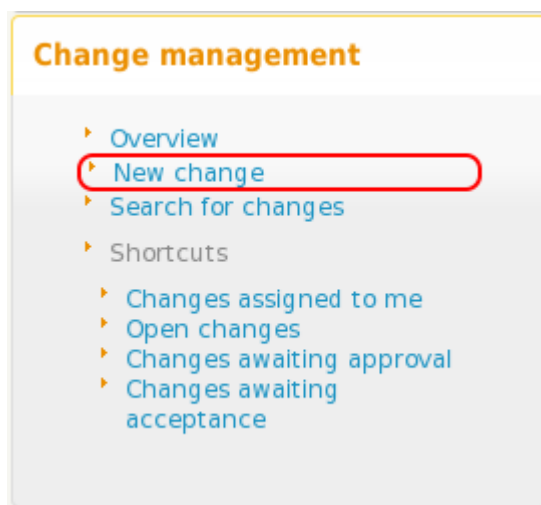 Change management
Overview
New change
Search for changes
Shortcuts
Changes assigned to me
Open changes
Changes awaiting approval
Changes awaiting
acceptance